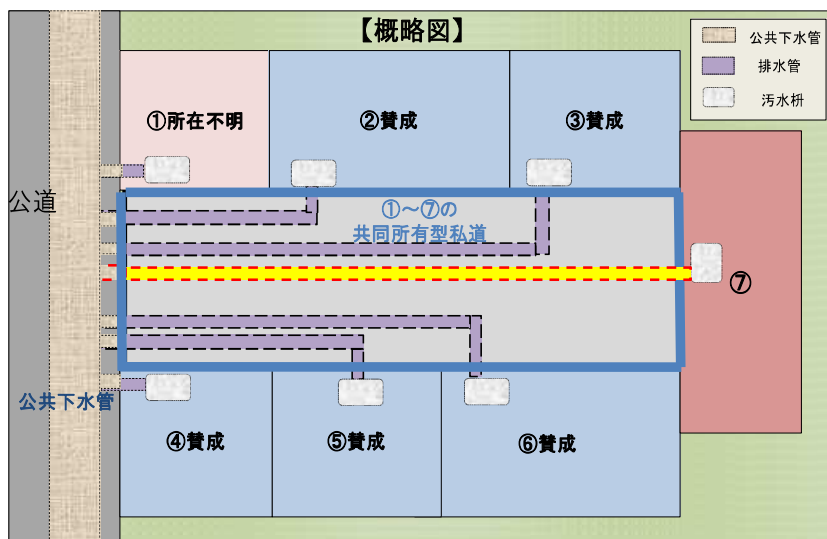 【概略図】
公共下水管
排水管
汚水枡
①所在不明
②賛成
③賛成
公道
①～⑦の
共同所有型私道
⑦
公共下水管
④賛成
⑤賛成
⑥賛成